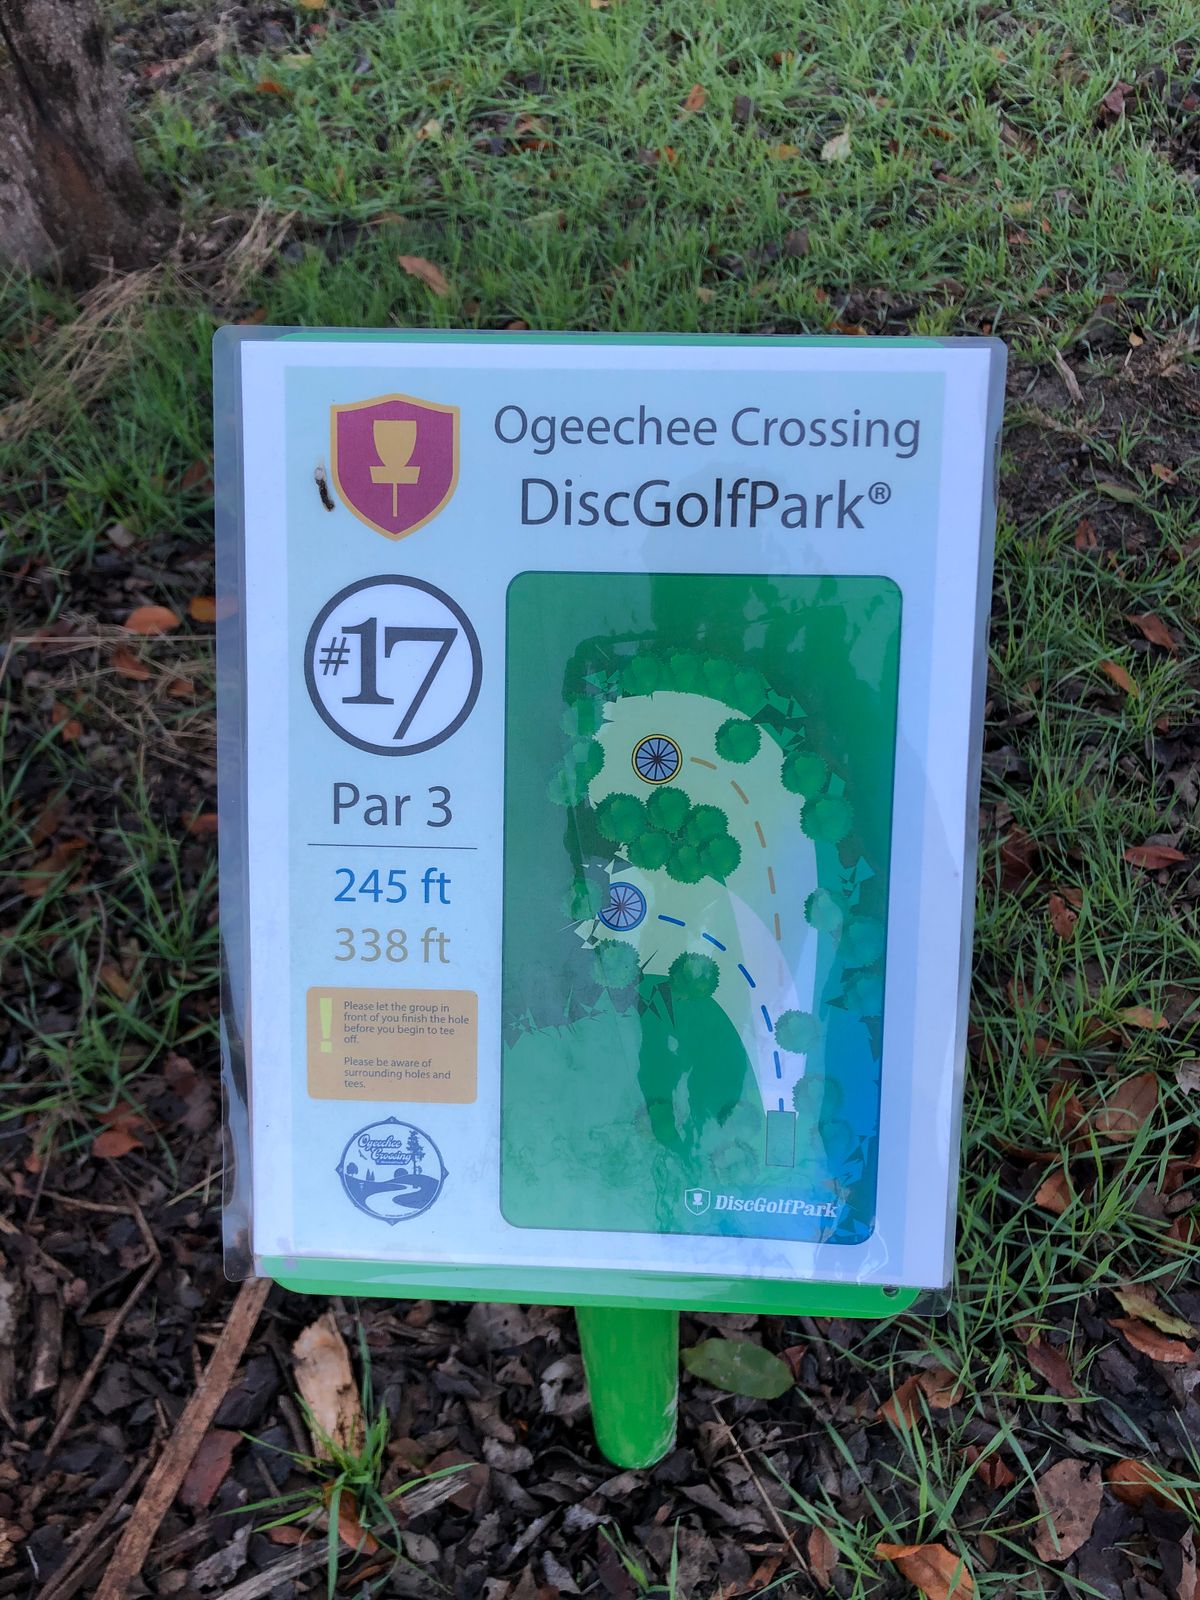 Ogeechee Crossing
DiscGolfPark®
#17
Par 3
245 ft
338 ft
!
Please let the group in
front of you finish the hole
before you begin to tee
off.
Please be aware of
surrounding holes and
tees.
Ogeechee
Crossing
DiscGolfPark